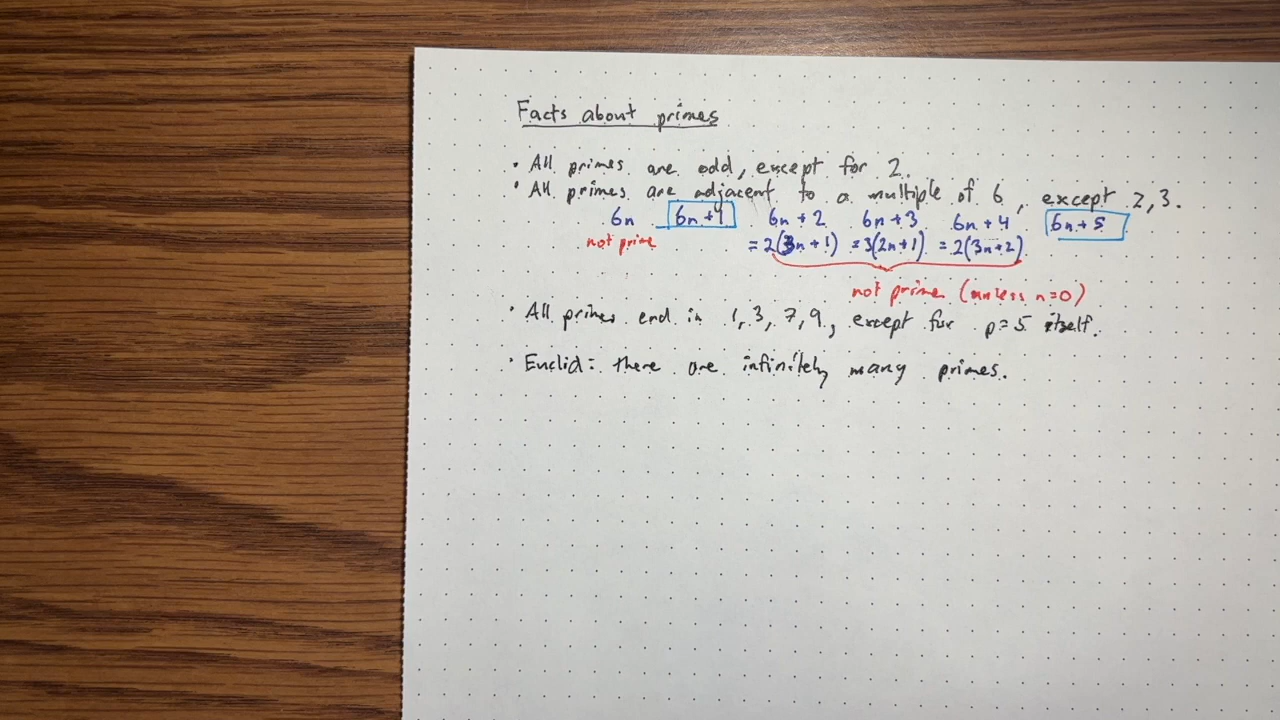 Facts about primes
· All primes are odd, except for 2.
· All primes are adjacent to a multiple of 6, except 2, 3.
6n 6n+1 6n+2 6n+3 6n+4 6n+5
not prime =2(3n+1) =3(2n+1) =2(3n+2)
not prime (unless n=0)
· All primes end in 1, 3, 7, 9, except for p=5 itself.
· Euclid: there are infinitely many primes.